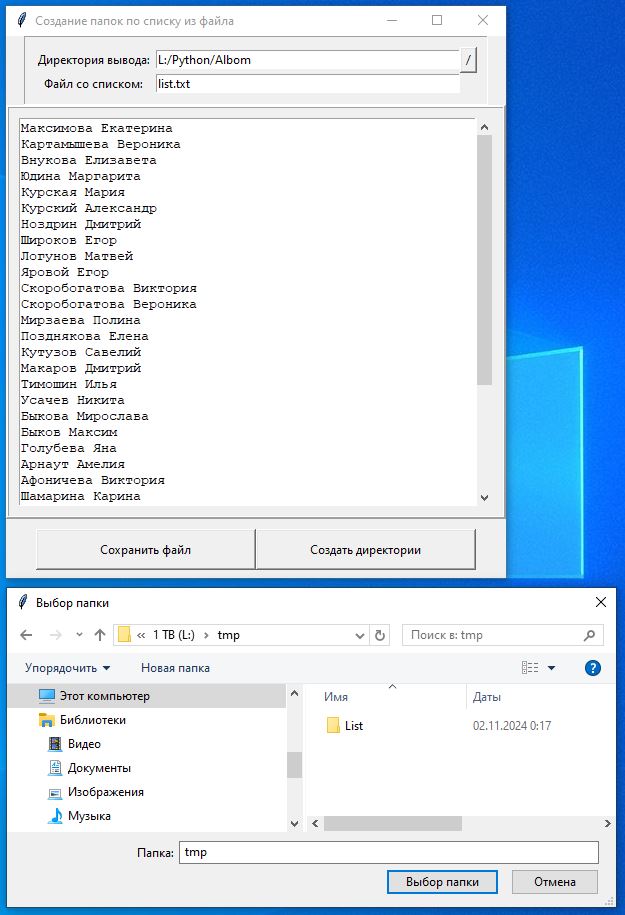 Создание папок по списку из файла
Директория вывода: L:/Python/Albom /
Файл со списком: list.txt
Максимова Екатерина
Картамышева Вероника
Внукова Елизавета
Юдина Маргарита
Курская Мария
Курский Александр
Ноздрин Дмитрий
Широков Егор
Логунов Матвей
Яровой Егор
Скоробогатова Виктория
Скоробогатова Вероника
Мирзаева Полина
Позднякова Елена
Кутузов Савелий
Макаров Дмитрий
Тимошин Илья
Усачев Никита
Быкова Мирослава
Быков Максим
Голубева Яна
Арнаут Амелия
Афоничева Виктория
Шамарина Карина
Сохранить файл Создать директории
Выбор папки
« 1 TB (L:) › tmp Поиск в: tmp
Упорядочить Новая папка ?
Этот компьютер Имя Даты
Библиотеки List 02.11.2024 0:17
Видео
Документы
Изображения
Музыка
Папка: tmp
Выбор папки Отмена